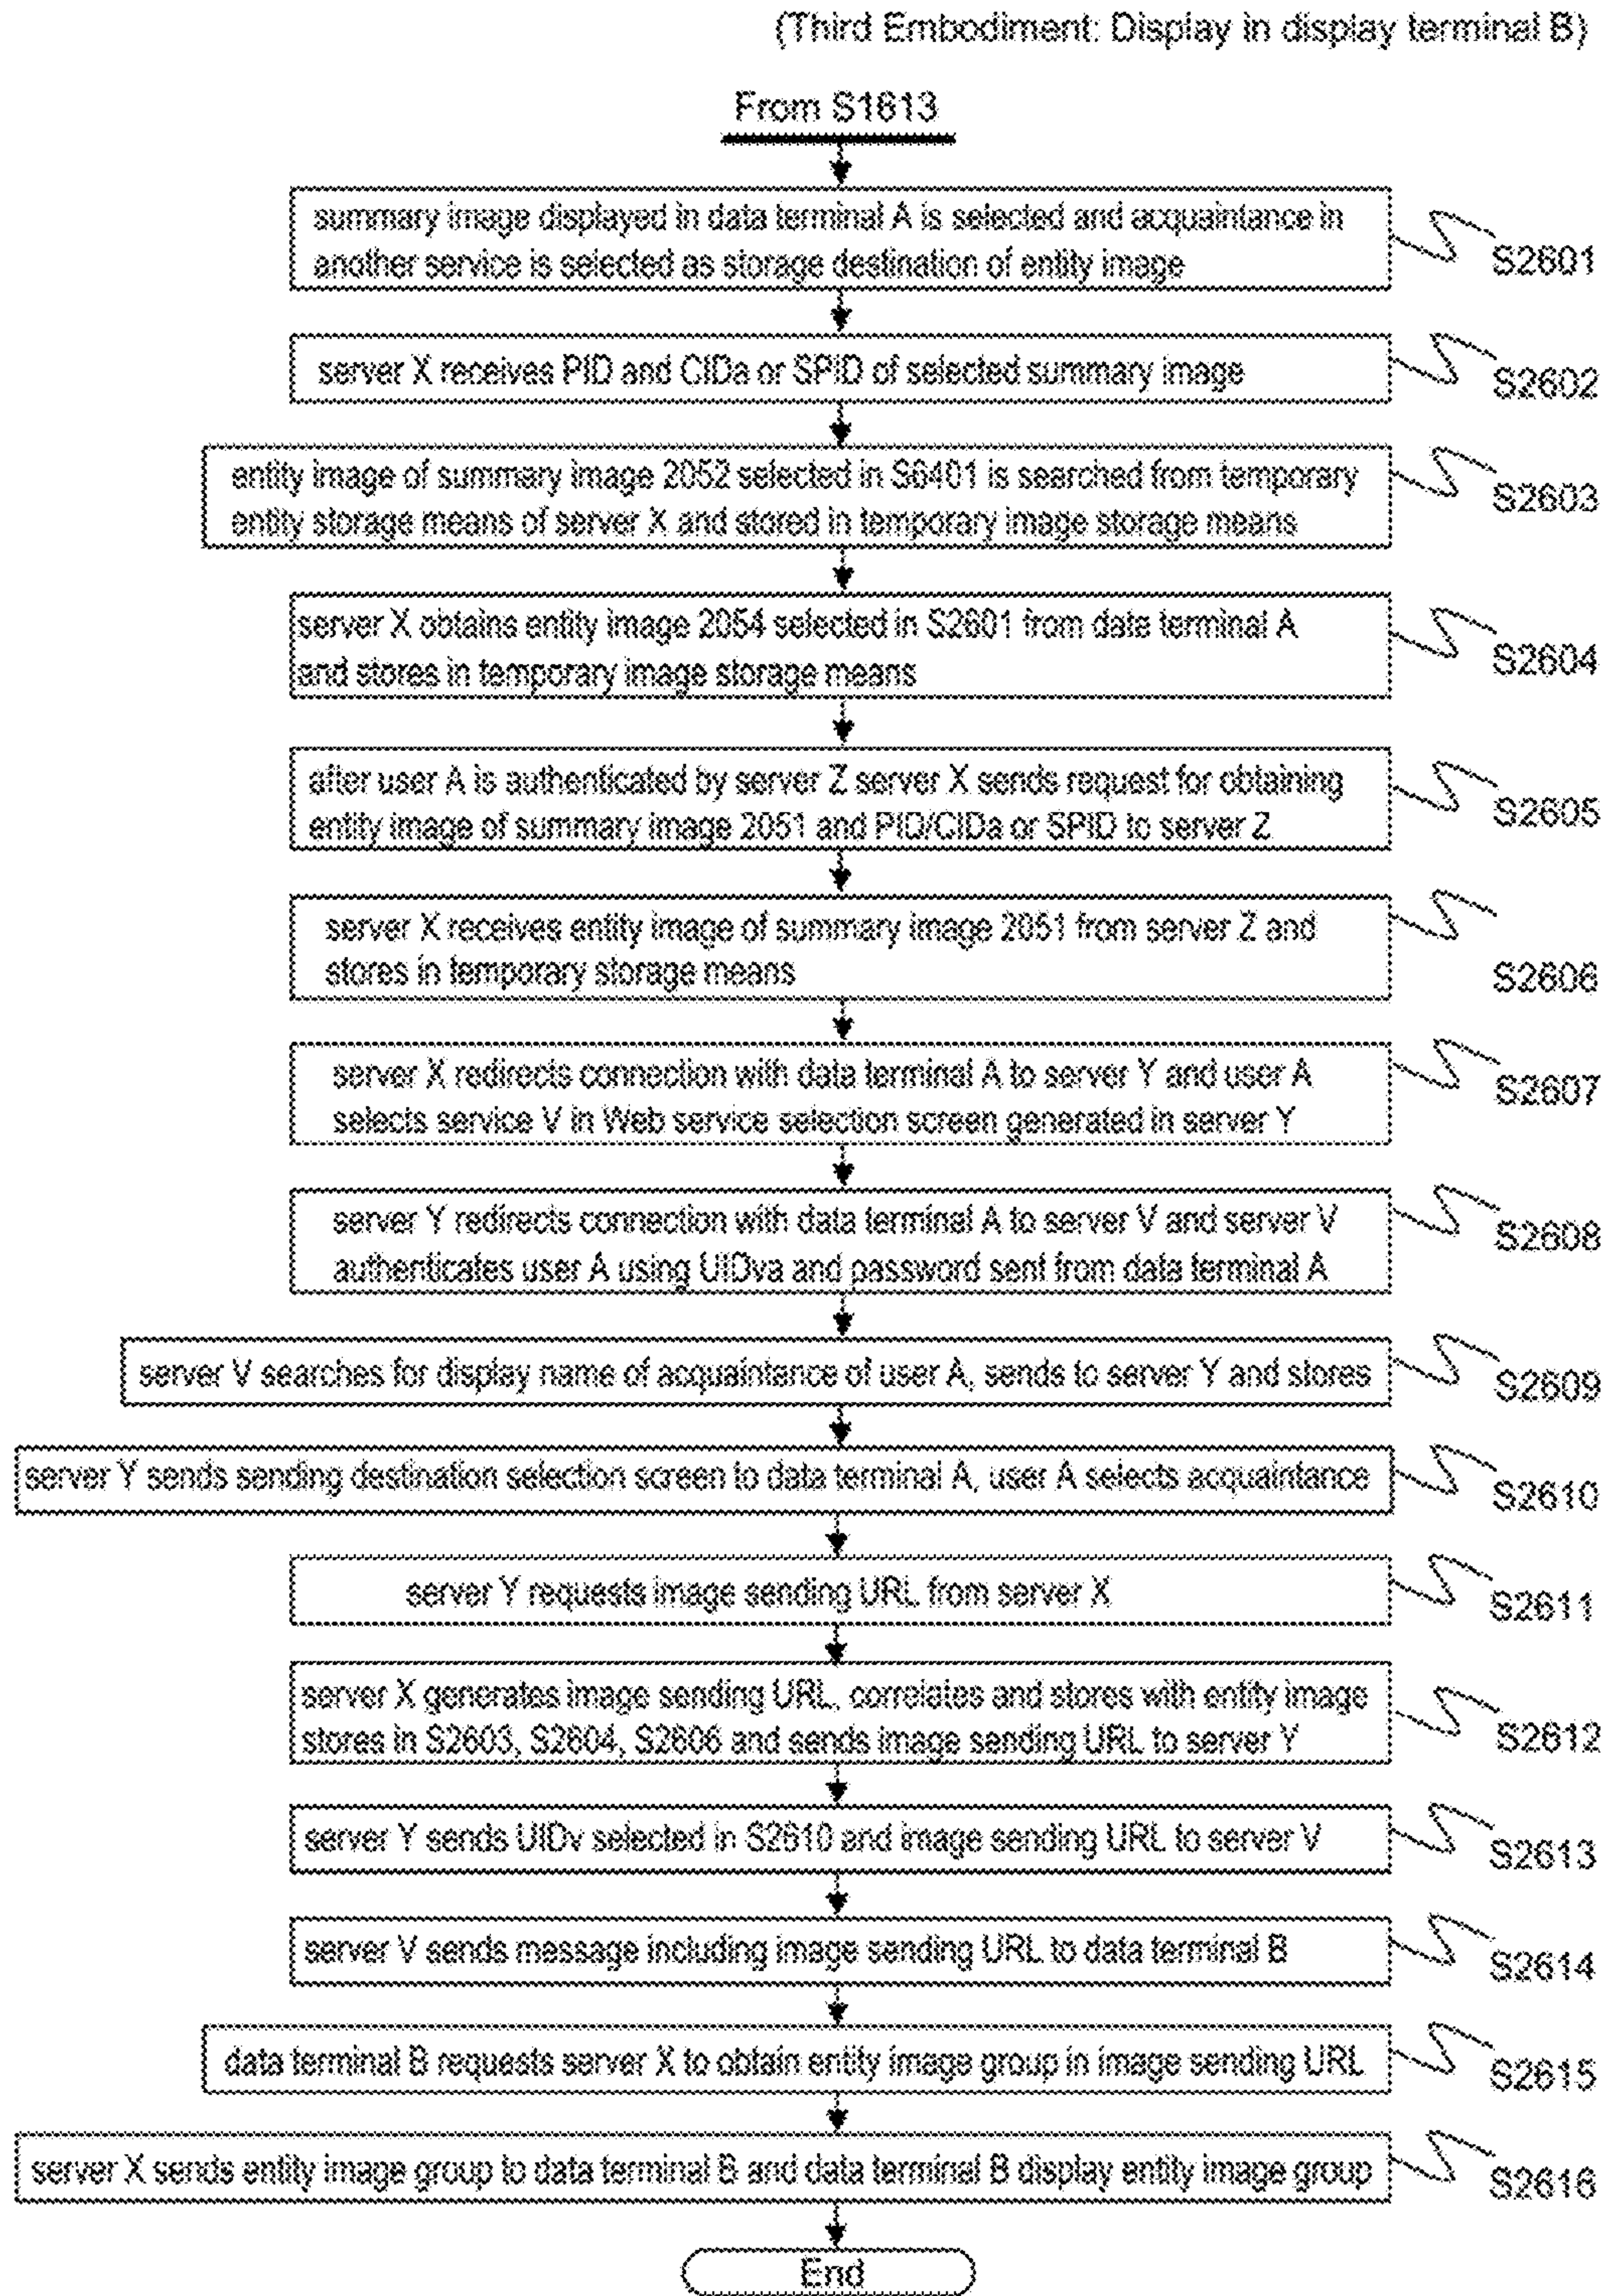 (Third Embodiment: Display in display terminal B)
From S1613
summary image displayed in data terminal A is selected and acquaintance in
another service is selected as storage destination of entity image
S2601
server X receives PID and CIDa or SPID of selected summary image
S2602
entity image of summary image 2052 selected in S6401 is searched from temporary
entity storage means of server X and stored in temporary image storage means
S2603
server X obtains entity image 2054 selected in S2601 from date terminal A
and stores in temporary image storage means
S2604
after user A is authenticated by server Z server X sends request for obtaining
entity image of summary image 2051 and PID/CIDa or SPID to server Z
S2605
server X receives entity image of summary image 2051 from server Z and
stores in temporary storage means
S2606
server X redirects connection with data terminal A to server Y and user A
selects service V in Web service selection screen generated in server Y
S2607
server Y redirects connection with data terminal A to server V and server V
authenticates user A using UIDva and password sent from data terminal A
S2608
server V searches for display name of acquaintance of user A, sends to server Y and stores
S2609
server Y sends sending destination selection screen to data terminal A, user A selects acquaintance
S2610
server Y requests image sending URL from server X
S2611
server X generates image sending URL, correlates and stores with entity image
stores in S2603, S2604, S2606 and sends image sending URL to server Y
S2612
server Y sends UIDv selected in S2610 and image sending URL to server V
S2613
server V sends message including image sending URL to data terminal B
S2614
data terminal B requests server X to obtain entity image group in image sending URL
S2615
server X sends entity image group to data terminal B and data terminal B display entity image group
S2616
End